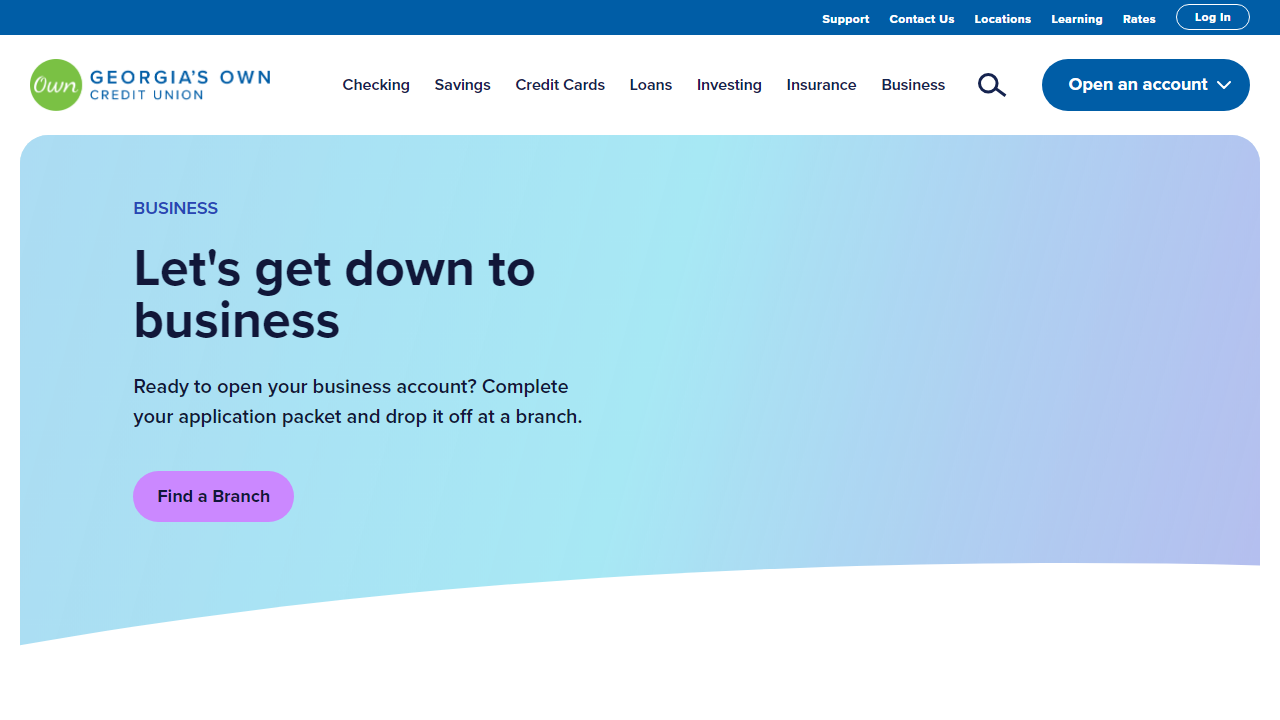 Support Contact Us Locations Learning Rates Log In
Own GEORGIA'S OWN
CREDIT UNION
Checking Savings Credit Cards Loans Investing Insurance Business Open an account
BUSINESS
Let's get down to
business
Ready to open your business account? Complete
your application packet and drop it off at a branch.
Find a Branch